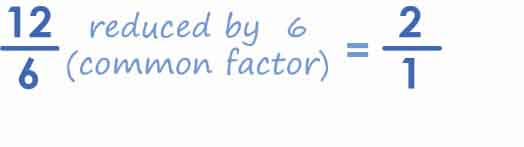 12/6 reduced by 6 (common factor) = 2/1